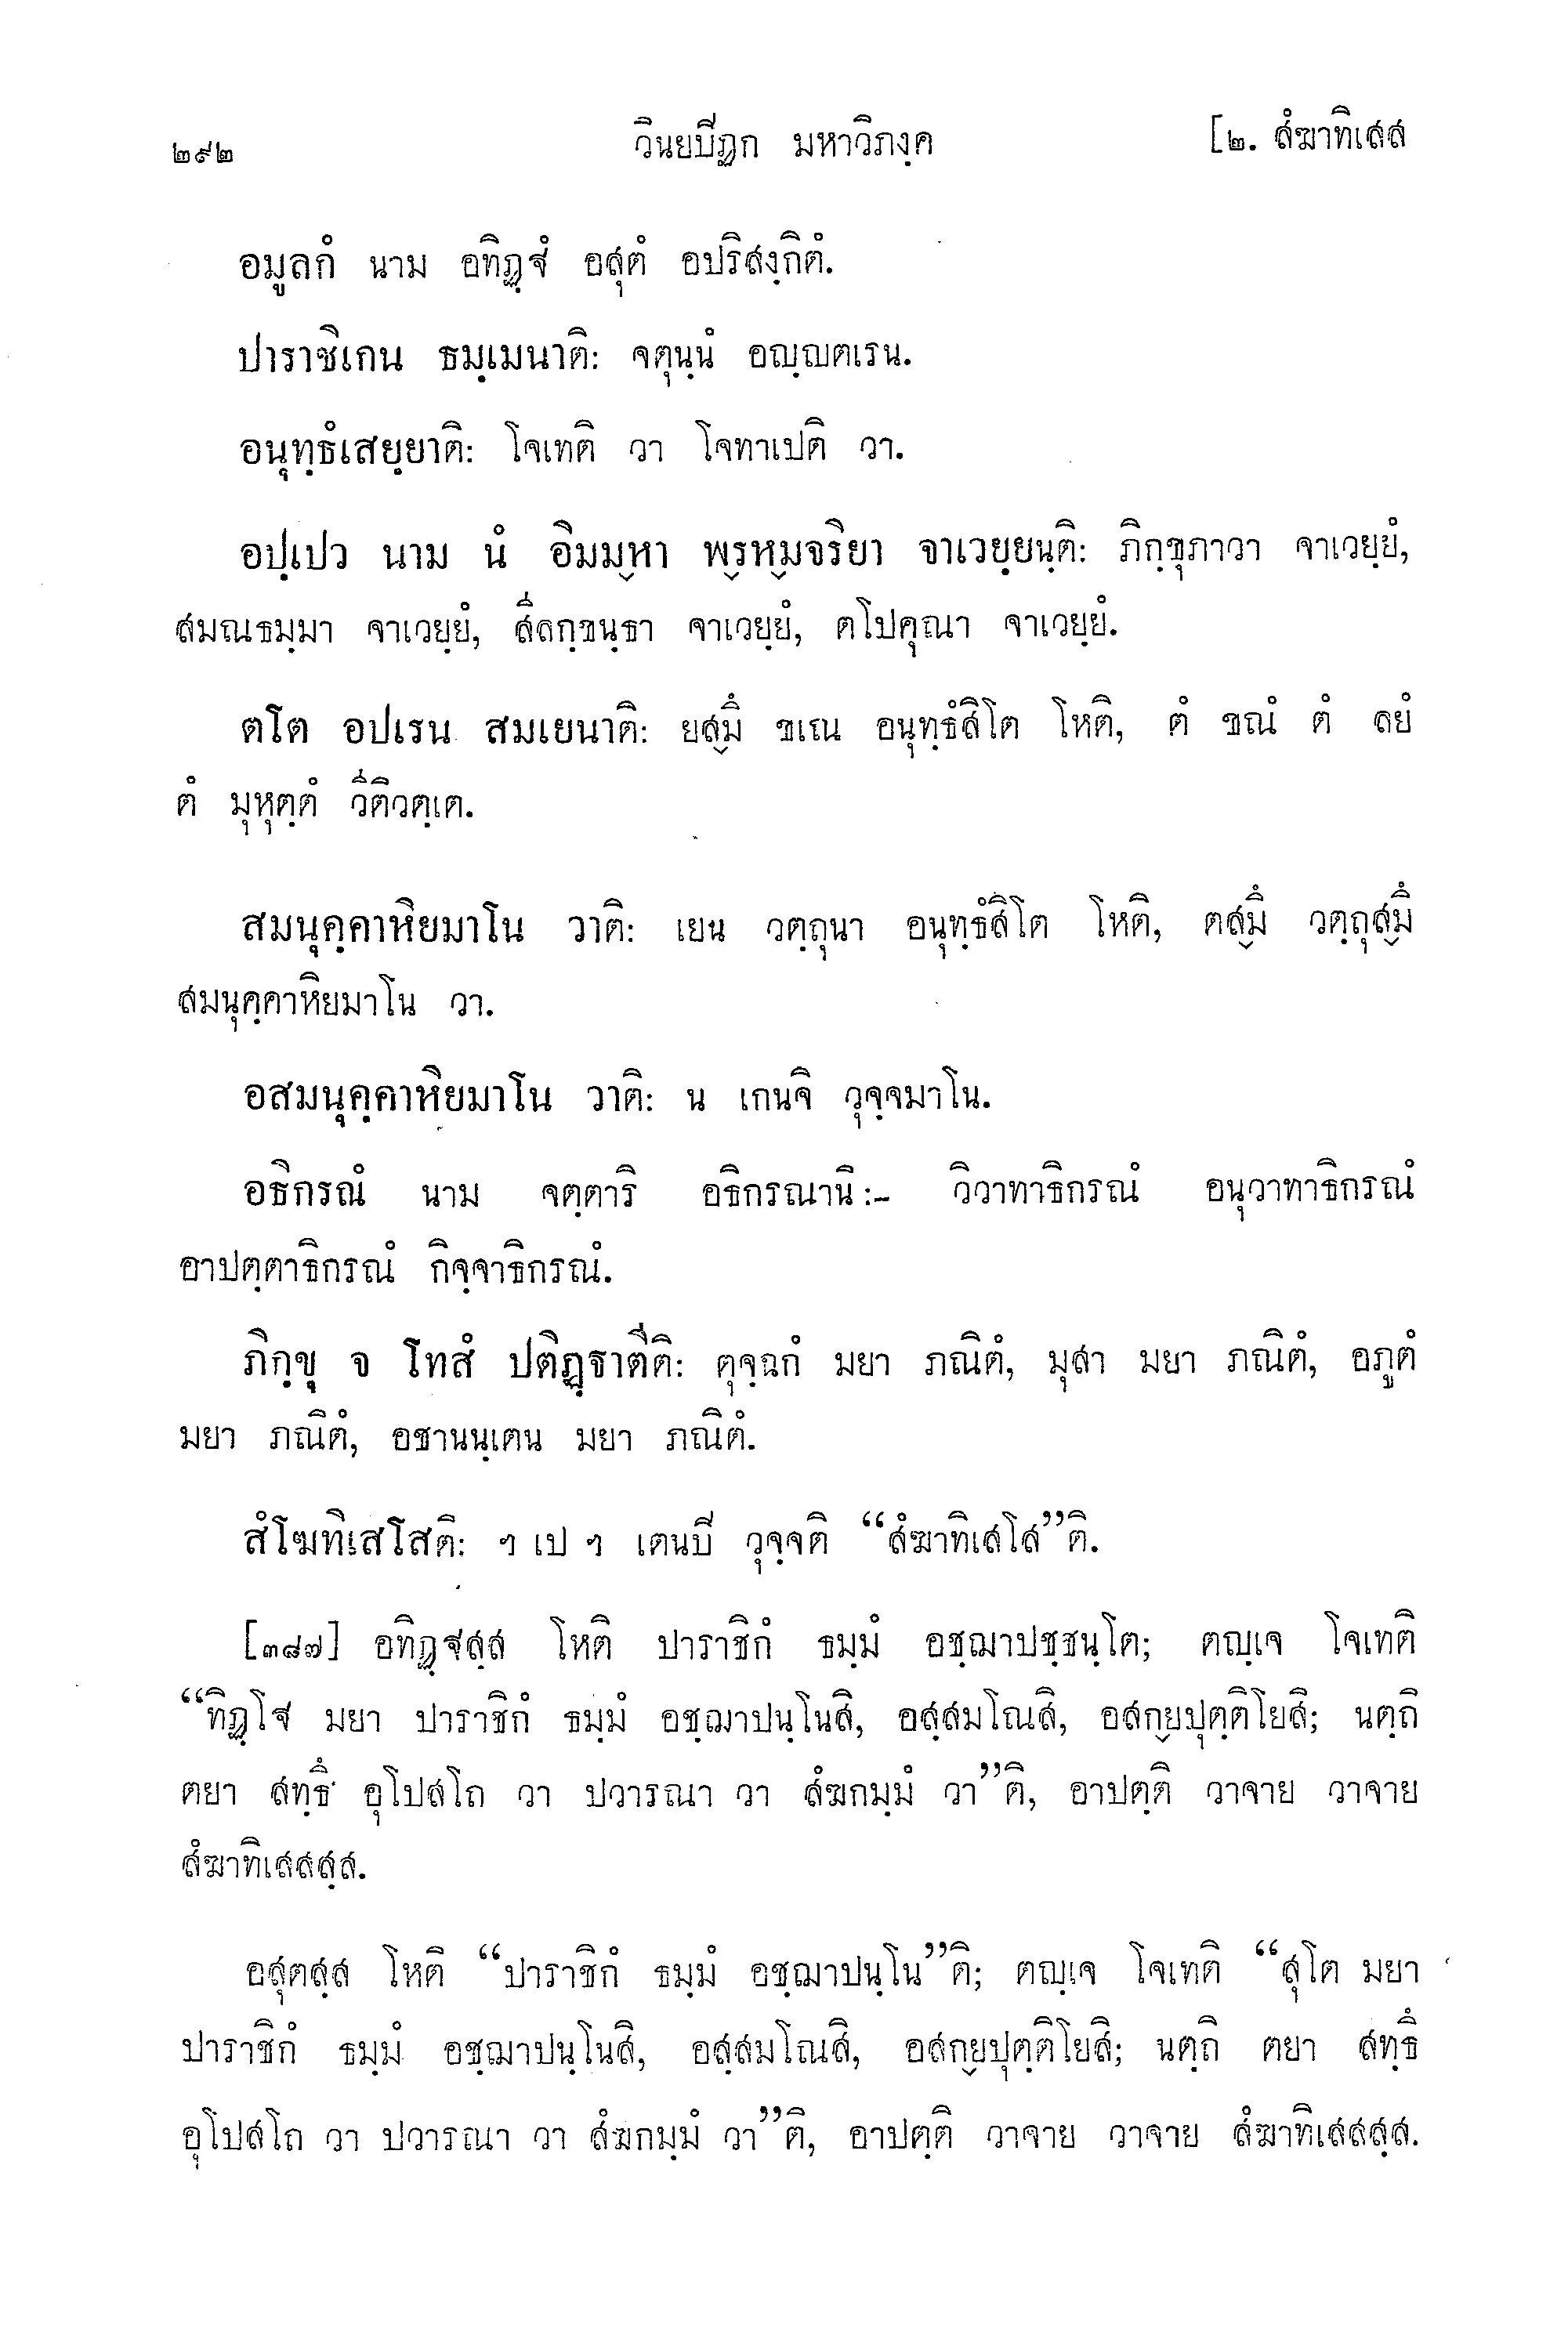 ๒๙๒ วินยปีฏก มหาวิภงฺค [๒. สํฆาทิเสส
อมูลกํ นาม อทิฏฺฐํ อสุตํ อปริสงฺกิตํ.
ปาราชิเกน ธมฺเมนาติ: จตุนฺนํ อญฺญตเรน.
อนุทฺธํเสยฺยาติ: โจเทติ วา โจทาเปติ วา.
อปฺเปว นาม นํ อิมมฺหา พฺรหฺมจริยา จาเวยฺยนฺติ: ภิกฺขุภาวา จาเวยฺยํ,
สมณธมฺมา จาเวยฺยํ, สีลกฺขนฺธา จาเวยฺยํ, ตโปคุณา จาเวยฺยํ.
ตโต อปเรน สมเยนาติ: ยสฺมึ ขเณ อนุทฺธํสิโต โหติ, ตํ ขณํ ตํ ลยํ
ตํ มุหุตฺตํ วีติวตฺเต.
สมนุคฺคาหิยมาโน วาติ: เยน วตฺถุนา อนุทฺธํสิโต โหติ, ตสฺมึ วตฺถุสฺมึ
สมนุคฺคาหิยมาโน วา.
อสมนุคฺคาหิยมาโน วาติ: น เกนจิ วุจฺจมาโน.
อธิกรณํ นาม จตฺตาริ อธิกรณานิ:- วิวาทาธิกรณํ อนุวาทาธิกรณํ
อาปตฺตาธิกรณํ กิจฺจาธิกรณํ.
ภิกฺขุ จ โทสํ ปติฏฺฐาตีติ: ตุจฺฉกํ มยา ภณิตํ, มุสา มยา ภณิตํ, อภูตํ
มยา ภณิตํ, อชานนฺเตน มยา ภณิตํ.
สํโฆทิเสโสติ: ฯ เป ฯ เตนปี วุจฺจติ “สํฆาทิเสโส”ติ.
[๓๘๗] อทิฏฺฐสฺส โหติ ปาราชิกํ ธมฺมํ อชฺฌาปชฺชนฺโต; ตญฺเจ โจเทติ
“ทิฏฺโฐ มยา ปาราชิกํ ธมฺมํ อชฺฌาปนฺโนสิ, อสฺสมโณสิ, อสกฺยปุตฺติโยสิ; นตฺถิ
ตยา สทฺธึ อุโปสโถ วา ปวารณา วา สํฆกมฺมํ วา”ติ, อาปตฺติ วาจาย วาจาย
สํฆาทิเสสสฺส.
อสุตสฺส โหติ “ปาราชิกํ ธมฺมํ อชฺฌาปนฺโน”ติ; ตญฺเจ โจเทติ “สุโต มยา
ปาราชิกํ ธมฺมํ อชฺฌาปนฺโนสิ, อสฺสมโณสิ, อสกฺยปุตฺติโยสิ; นตฺถิ ตยา สทฺธึ
อุโปสโถ วา ปวารณา วา สํฆกมฺมํ วา”ติ, อาปตฺติ วาจาย วาจาย สํฆาทิเสสสฺส.